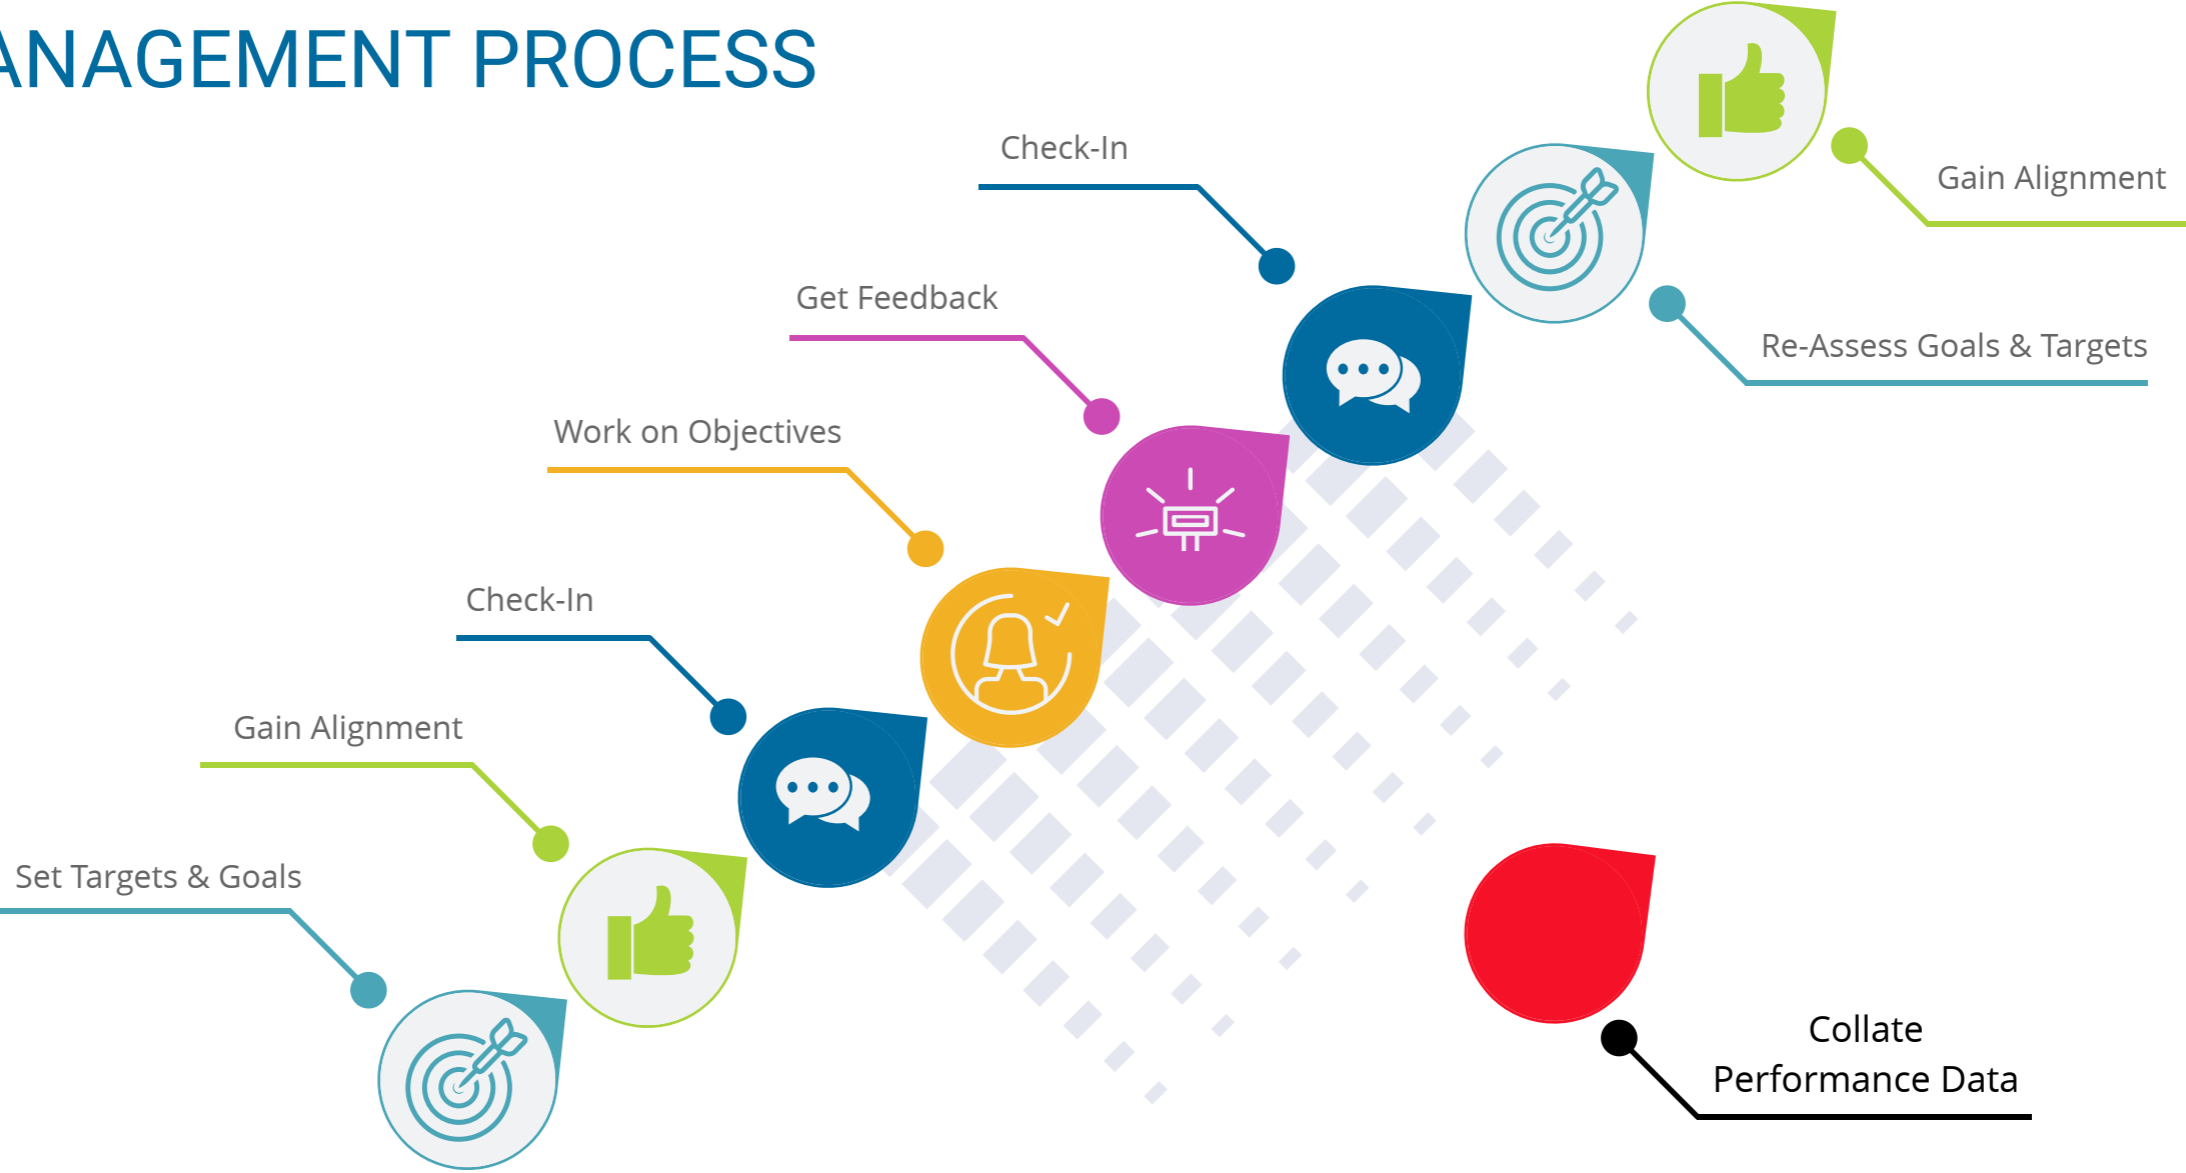 ANAGEMENT PROCESS
Check-In
Gain Alignment
Get Feedback
Re-Assess Goals & Targets
Work on Objectives
Check-In
Gain Alignment
Set Targets & Goals
Collate
Performance Data